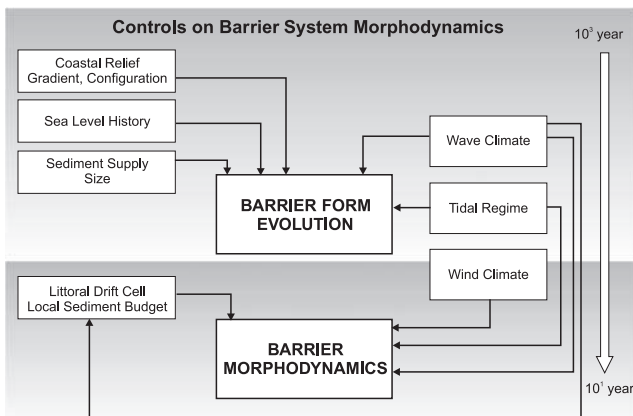 Controls on Barrier System Morphodynamics
10³ year
Coastal Relief
Gradient, Configuration
Sea Level History
Sediment Supply
Size
Wave Climate
BARRIER FORM
EVOLUTION
Tidal Regime
Wind Climate
Littoral Drift Cell
Local Sediment Budget
BARRIER
MORPHODYNAMICS
10¹ year